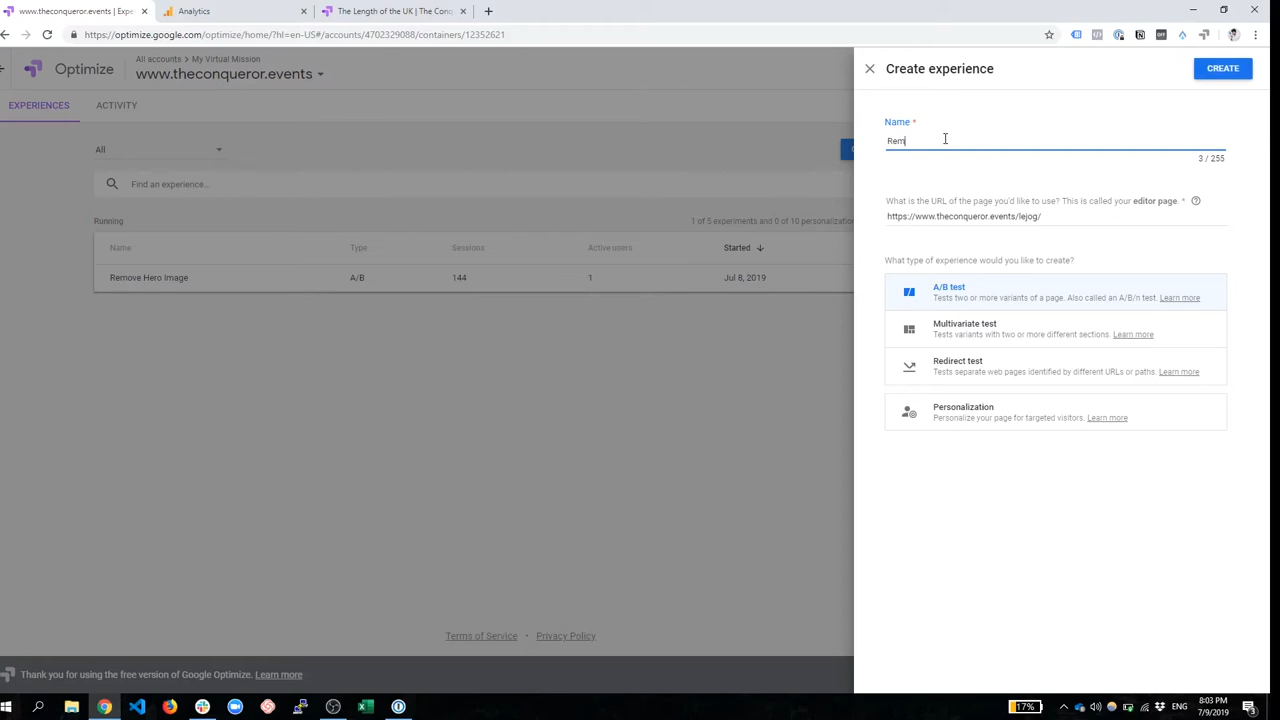 www.theconqueror.events | Expe
Analytics
The Length of the UK | The Conq
https://optimize.google.com/optimize/home/?hl=en-US#/accounts/4702329088/containers/12352621
OFF
Optimize
All accounts > My Virtual Mission
www.theconqueror.events
EXPERIENCES
ACTIVITY
All
Find an experience...
Running
1 of 5 experiments and 0 of 10 personalizatio
Name
Type
Sessions
Active users
Started
Remove Hero Image
A/B
144
1
Jul 8, 2019
Terms of Service
•
Privacy Policy
Thank you for using the free version of Google Optimize. Learn more
Create experience
CREATE
Name *
Rem
3 / 255
What is the URL of the page you'd like to use? This is called your editor page. *
https://www.theconqueror.events/lejog/
What type of experience would you like to create?
A/B test
Tests two or more variants of a page. Also called an A/B/n test. Learn more
Multivariate test
Tests variants with two or more different sections. Learn more
Redirect test
Tests separate web pages identified by different URLs or paths. Learn more
Personalization
Personalize your page for targeted visitors. Learn more
17%
8:03 PM
7/9/2019